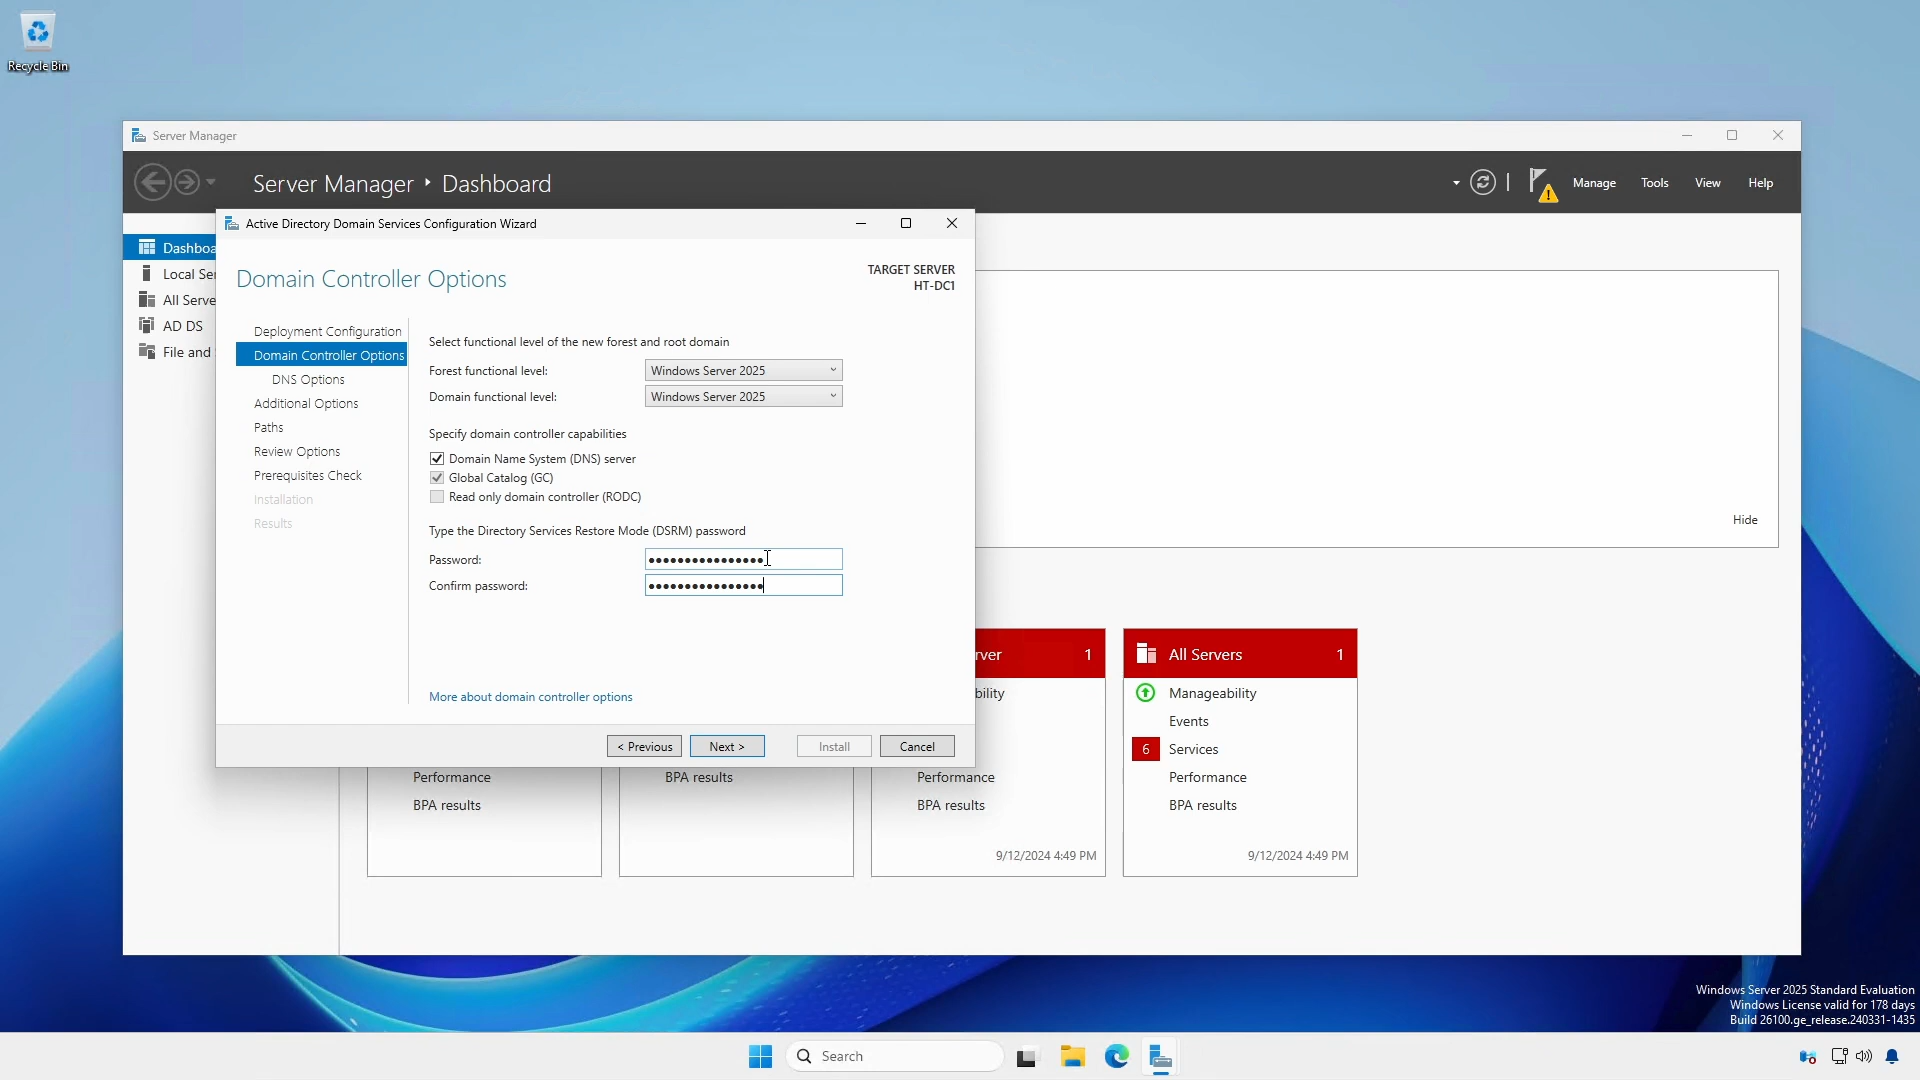 Recycle Bin
Server Manager
Server Manager ‣ Dashboard
Manage Tools View Help
Active Directory Domain Services Configuration Wizard
Domain Controller Options
TARGET SERVER
HT-DC1
Dashboa
Local Ser
All Serve
AD DS
File and
Deployment Configuration
Domain Controller Options
DNS Options
Additional Options
Paths
Review Options
Prerequisites Check
Installation
Results
Select functional level of the new forest and root domain
Forest functional level: Windows Server 2025
Domain functional level: Windows Server 2025
Specify domain controller capabilities
Domain Name System (DNS) server
Global Catalog (GC)
Read only domain controller (RODC)
Type the Directory Services Restore Mode (DSRM) password
Password: ••••••••••••••••
Confirm password: ••••••••••••••••
More about domain controller options
< Previous Next > Install Cancel
Hide
rver 1
bility
Performance
BPA results
BPA results
Performance
BPA results
9/12/2024 4:49 PM
All Servers 1
Manageability
Events
6 Services
Performance
BPA results
9/12/2024 4:49 PM
Windows Server 2025 Standard Evaluation
Windows License valid for 178 days
Build 26100.ge_release.240331-1435
Search